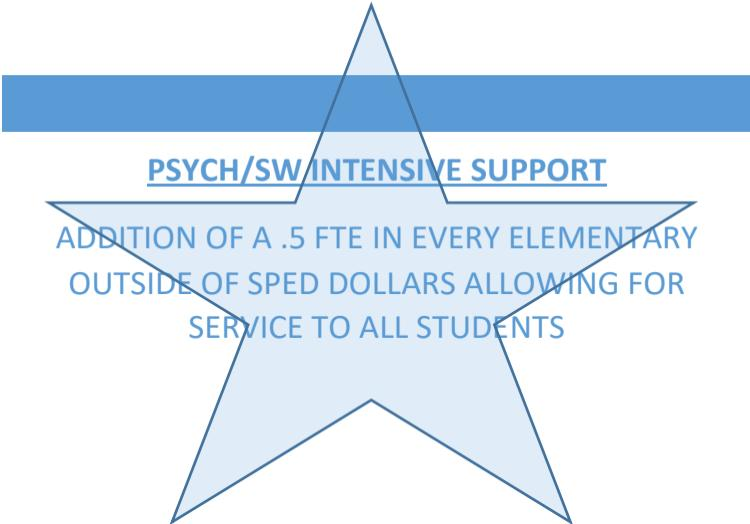 PSYCH/SW INTENSIVE SUPPORT
ADDITION OF A .5 FTE IN EVERY ELEMENTARY
OUTSIDE OF SPED DOLLARS ALLOWING FOR
SERVICE TO ALL STUDENTS